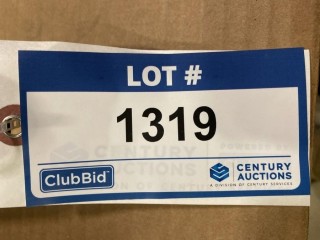 LOT #
1319
ClubBid
CENTURY
AUCTIONS
A DIVISION OF CENTURY SERVICES